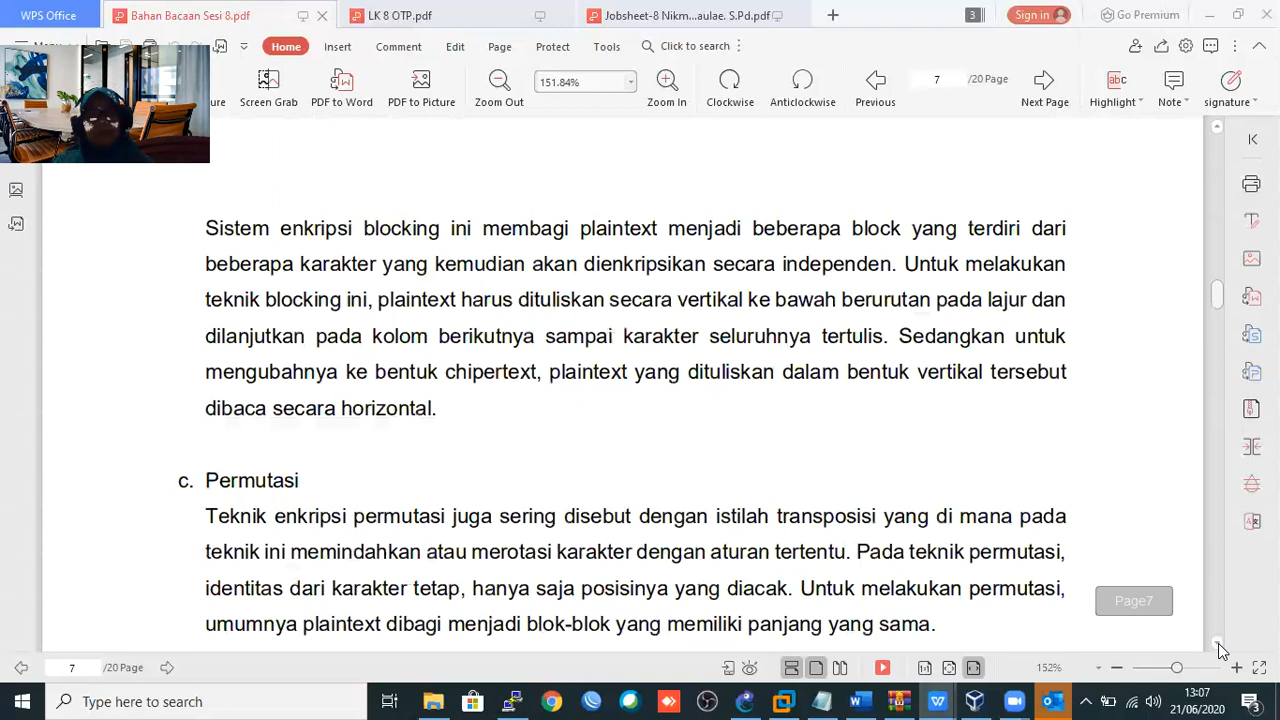 WPS Office
Bahan Bacaan Sesi 8.pdf
LK 8 OTP.pdf
Jobsheet-8 Nikm...aulae. S.Pd.pdf
3
Sign in
Go Premium
Home
Insert
Comment
Edit
Page
Protect
Tools
Click to search
Screen Grab
PDF to Word
PDF to Picture
Zoom Out
151.84%
Zoom In
Clockwise
Anticlockwise
Previous
7
/20 Page
Next Page
abc
Highlight
Note
signature
Sistem enkripsi blocking ini membagi plaintext menjadi beberapa block yang terdiri dari
beberapa karakter yang kemudian akan dienkripsikan secara independen. Untuk melakukan
teknik blocking ini, plaintext harus dituliskan secara vertikal ke bawah berurutan pada lajur dan
dilanjutkan pada kolom berikutnya sampai karakter seluruhnya tertulis. Sedangkan untuk
mengubahnya ke bentuk chipertext, plaintext yang dituliskan dalam bentuk vertikal tersebut
dibaca secara horizontal.
c. Permutasi
Teknik enkripsi permutasi juga sering disebut dengan istilah transposisi yang di mana pada
teknik ini memindahkan atau merotasi karakter dengan aturan tertentu. Pada teknik permutasi,
identitas dari karakter tetap, hanya saja posisinya yang diacak. Untuk melakukan permutasi,
umumnya plaintext dibagi menjadi blok-blok yang memiliki panjang yang sama.
Page7
7
/20 Page
152%
Type here to search
13:07
21/06/2020
3